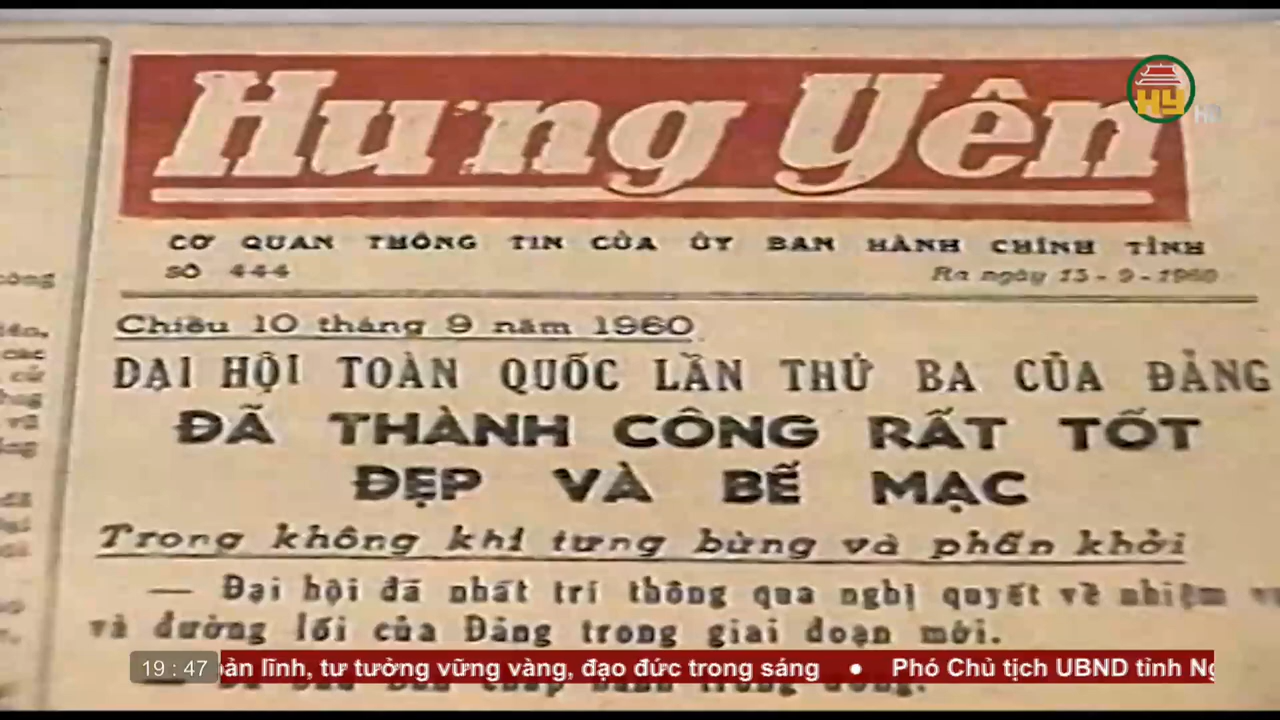 Hưng Yên
HY
HD
CƠ QUAN THÔNG TIN CỦA ỦY BAN HÀNH CHÍNH TỈNH
SỐ 444
Ra ngày 13-9-1960
Chiều 10 tháng 9 năm 1960
DẠI HỘI TOÀN QUỐC LẦN THỨ BA CỦA ĐẢNG
ĐÃ THÀNH CÔNG RẤT TỐT
ĐẸP VÀ BẾ MẠC
Trong không khí tưng bừng và phấn khởi
— Đại hội đã nhất trí thông qua nghị quyết về nhiệm
và đường lối của Đảng trong giai đoạn mới.
19 : 47
lĩnh, tư tưởng vững vàng, đạo đức trong sáng • Phó Chủ tịch UBND tỉnh